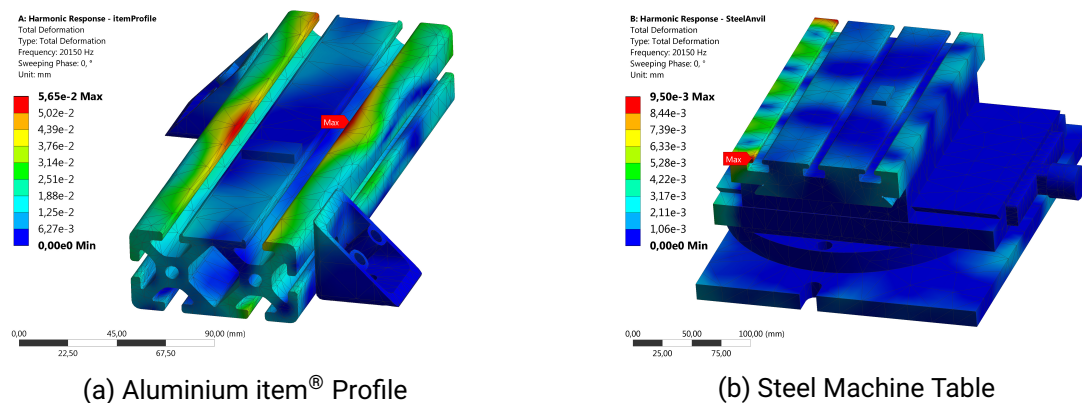 A: Harmonic Response - itemProfile
Total Deformation
Type: Total Deformation
Frequency: 20150 Hz
Sweeping Phase: 0, °
Unit: mm
5,65e-2 Max
5,02e-2
4,39e-2
3,76e-2
3,14e-2
2,51e-2
1,88e-2
1,25e-2
6,27e-3
0,00e0 Min
Max
0,00 45,00 90,00 (mm)
22,50 67,50
(a) Aluminium item® Profile
B: Harmonic Response - SteelAnvil
Total Deformation
Type: Total Deformation
Frequency: 20150 Hz
Sweeping Phase: 0, °
Unit: mm
9,50e-3 Max
8,44e-3
7,39e-3
6,33e-3
5,28e-3
4,22e-3
3,17e-3
2,11e-3
1,06e-3
0,00e0 Min
Max
0,00 50,00 100,00 (mm)
25,00 75,00
(b) Steel Machine Table